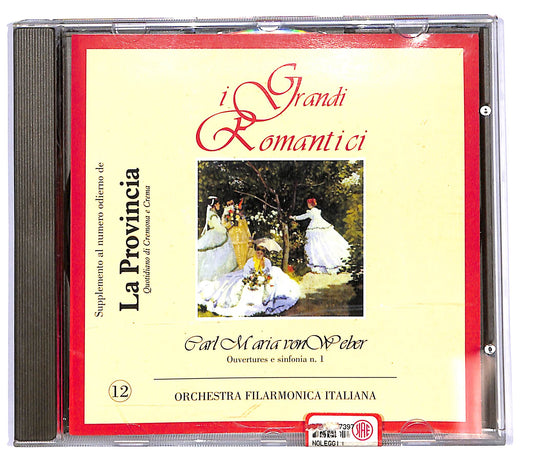 i Grandi
Romantici
Supplemento al numero odierno de
La Provincia
Quotidiano di Cremona e Crema
Carl Maria von Weber
Ouvertures e sinfonia n. 1
12
ORCHESTRA FILARMONICA ITALIANA
NOLEGGI